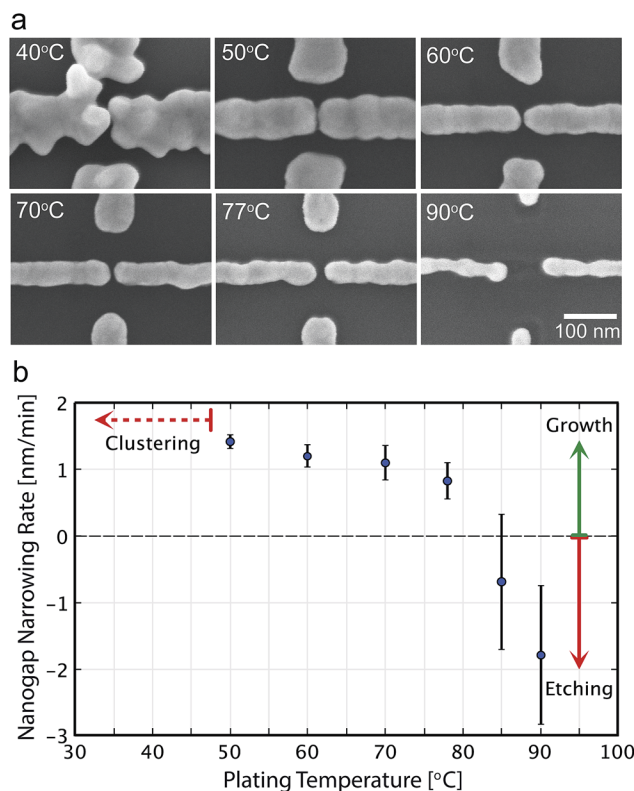 a
40°C
50°C
60°C
70°C
77°C
90°C
100 nm
b
Nanogap Narrowing Rate [nm/min]
2
1
0
-1
-2
-3
Clustering
Growth
Etching
30
40
50
60
70
80
90
100
Plating Temperature [°C]